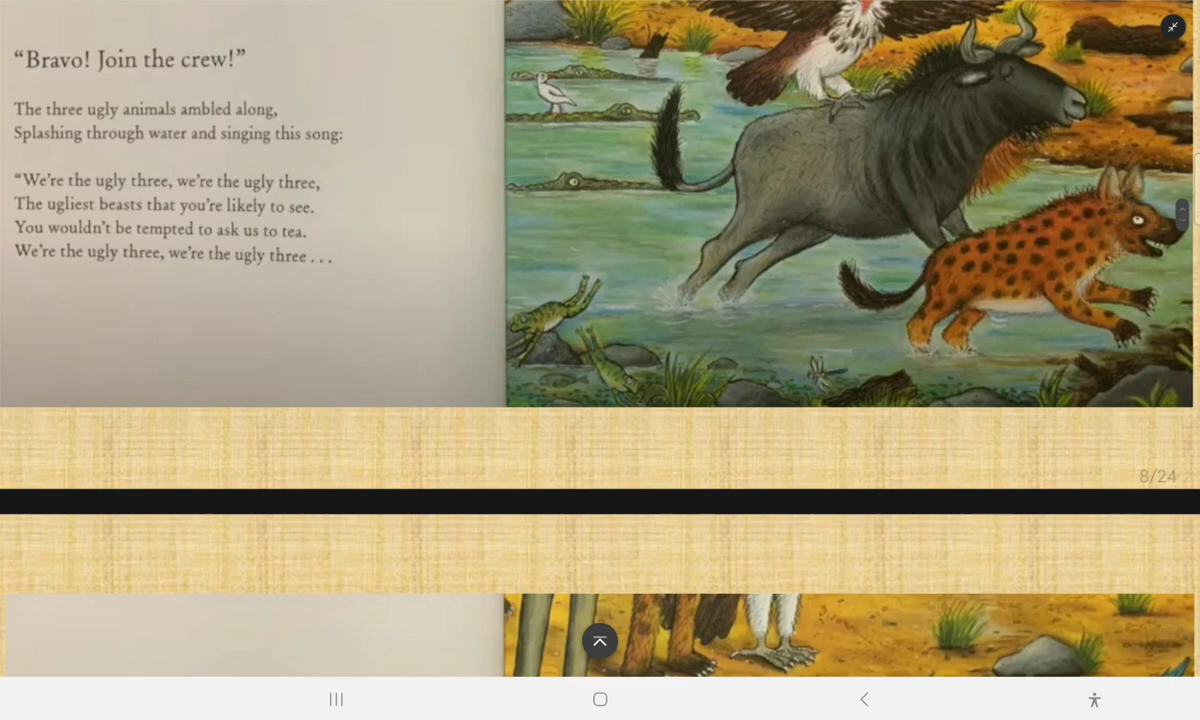 “Bravo! Join the crew!”
The three ugly animals ambled along,
Splashing through water and singing this song:
“We’re the ugly three, we’re the ugly three,
The ugliest beasts that you’re likely to see.
You wouldn’t be tempted to ask us to tea.
We’re the ugly three, we’re the ugly three . . .
8/24